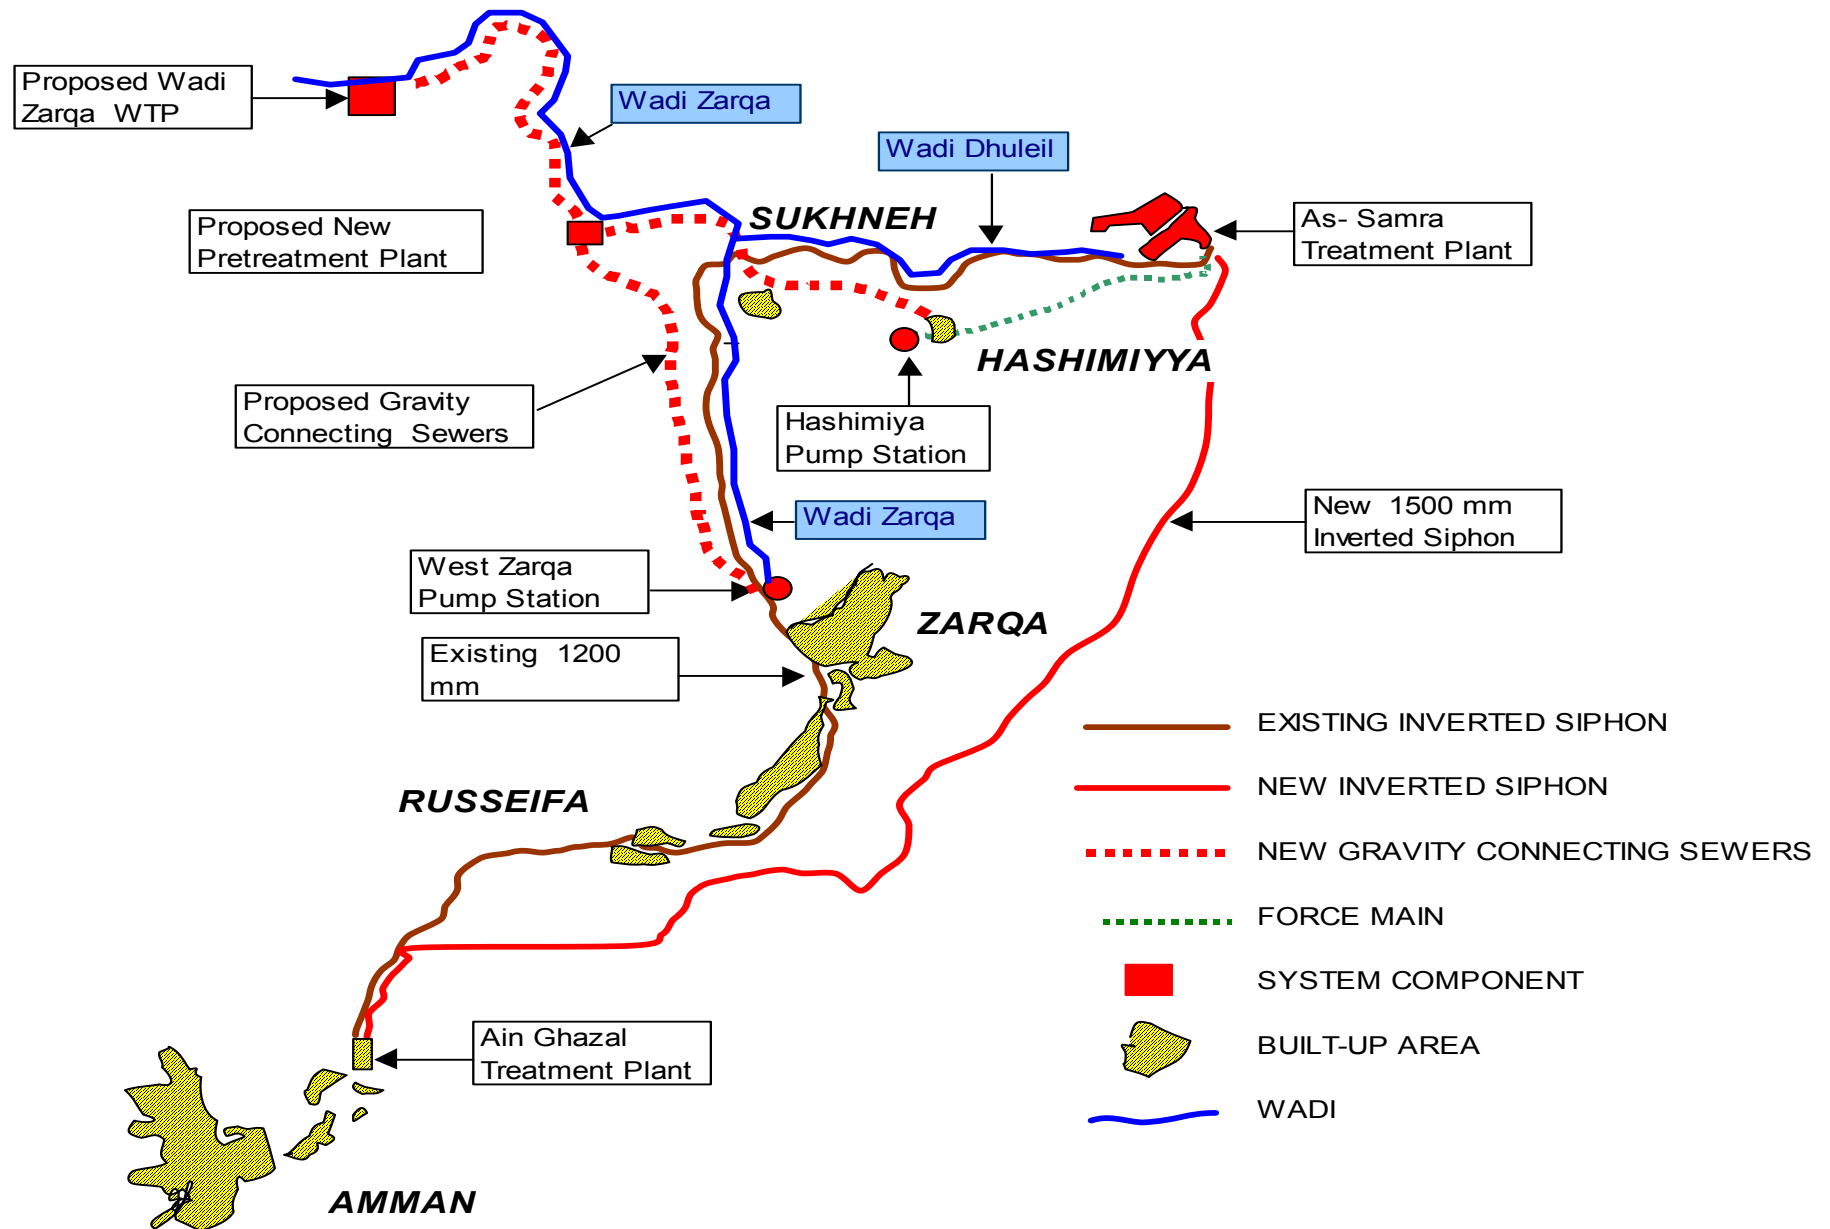 Proposed Wadi
Zarqa WTP
Wadi Zarqa
Wadi Dhuleil
SUKHNEH
As- Samra
Treatment Plant
Proposed New
Pretreatment Plant
HASHIMIYYA
Proposed Gravity
Connecting Sewers
Hashimiya
Pump Station
Wadi Zarqa
New 1500 mm
Inverted Siphon
West Zarqa
Pump Station
ZARQA
Existing 1200
mm
RUSSEIFA
EXISTING INVERTED SIPHON
NEW INVERTED SIPHON
NEW GRAVITY CONNECTING SEWERS
FORCE MAIN
SYSTEM COMPONENT
BUILT-UP AREA
WADI
Ain Ghazal
Treatment Plant
AMMAN